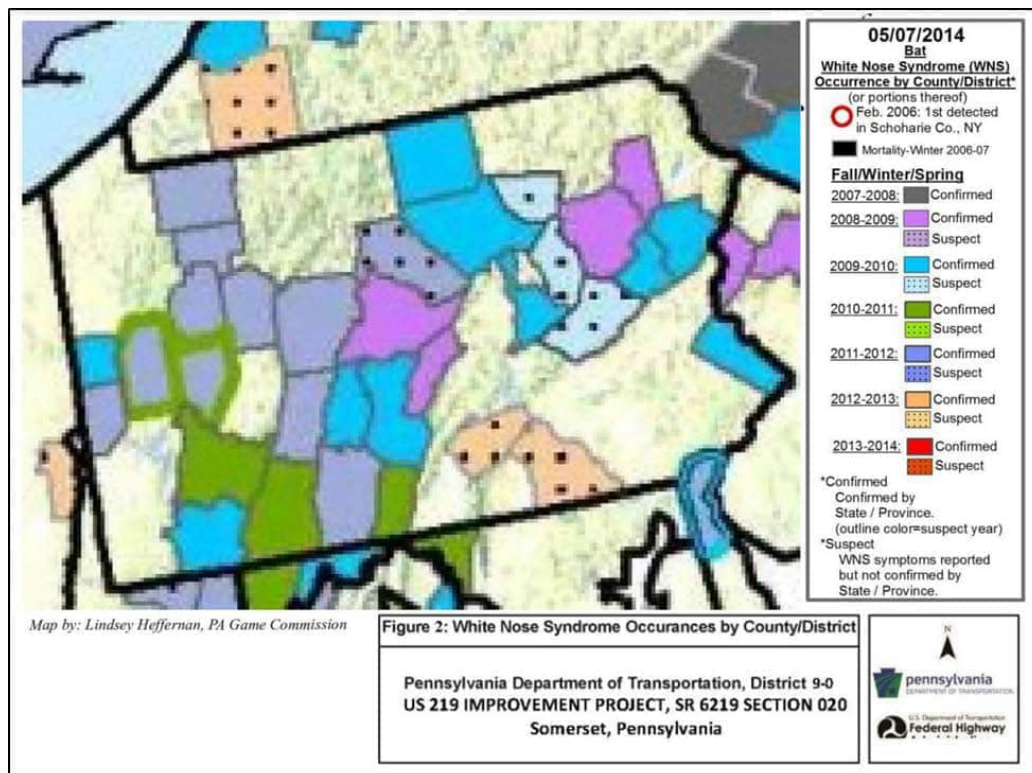 05/07/2014
Bat
White Nose Syndrome (WNS)
Occurrence by County/District*
(or portions thereof)
Feb. 2006: 1st detected
in Schoharie Co., NY
Mortality-Winter 2006-07
Fall/Winter/Spring
2007-2008: Confirmed
2008-2009: Confirmed
Suspect
2009-2010: Confirmed
Suspect
2010-2011: Confirmed
Suspect
2011-2012: Confirmed
Suspect
2012-2013: Confirmed
Suspect
2013-2014: Confirmed
Suspect
*Confirmed
Confirmed by
State / Province.
(outline color=suspect year)
*Suspect
WNS symptoms reported
but not confirmed by
State / Province.
Map by: Lindsey Heffernan, PA Game Commission
Figure 2: White Nose Syndrome Occurances by County/District
Pennsylvania Department of Transportation, District 9-0
US 219 IMPROVEMENT PROJECT, SR 6219 SECTION 020
Somerset, Pennsylvania
N
pennsylvania
DEPARTMENT OF TRANSPORTATION
U.S. Department of Transportation
Federal Highway